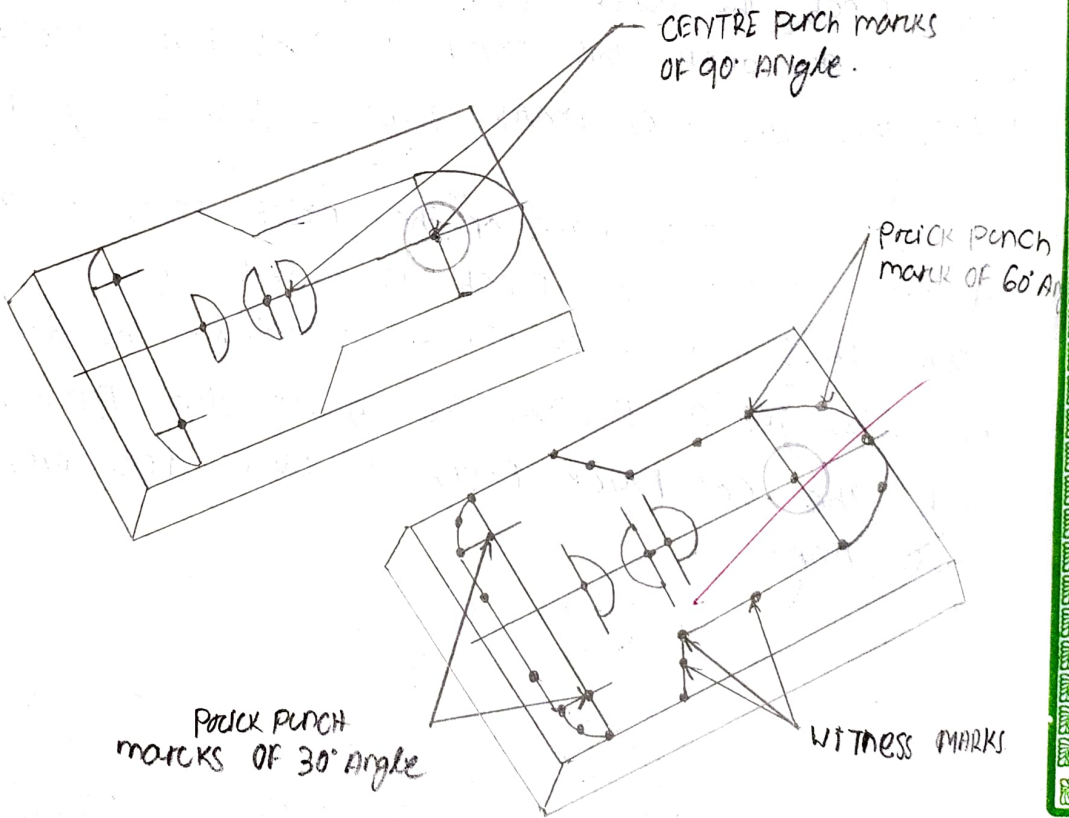 CENTRE punch marks
OF 90° Angle.
Prick punch
mark OF 60° An
Prick punch
marks OF 30° Angle
Witness MARKS